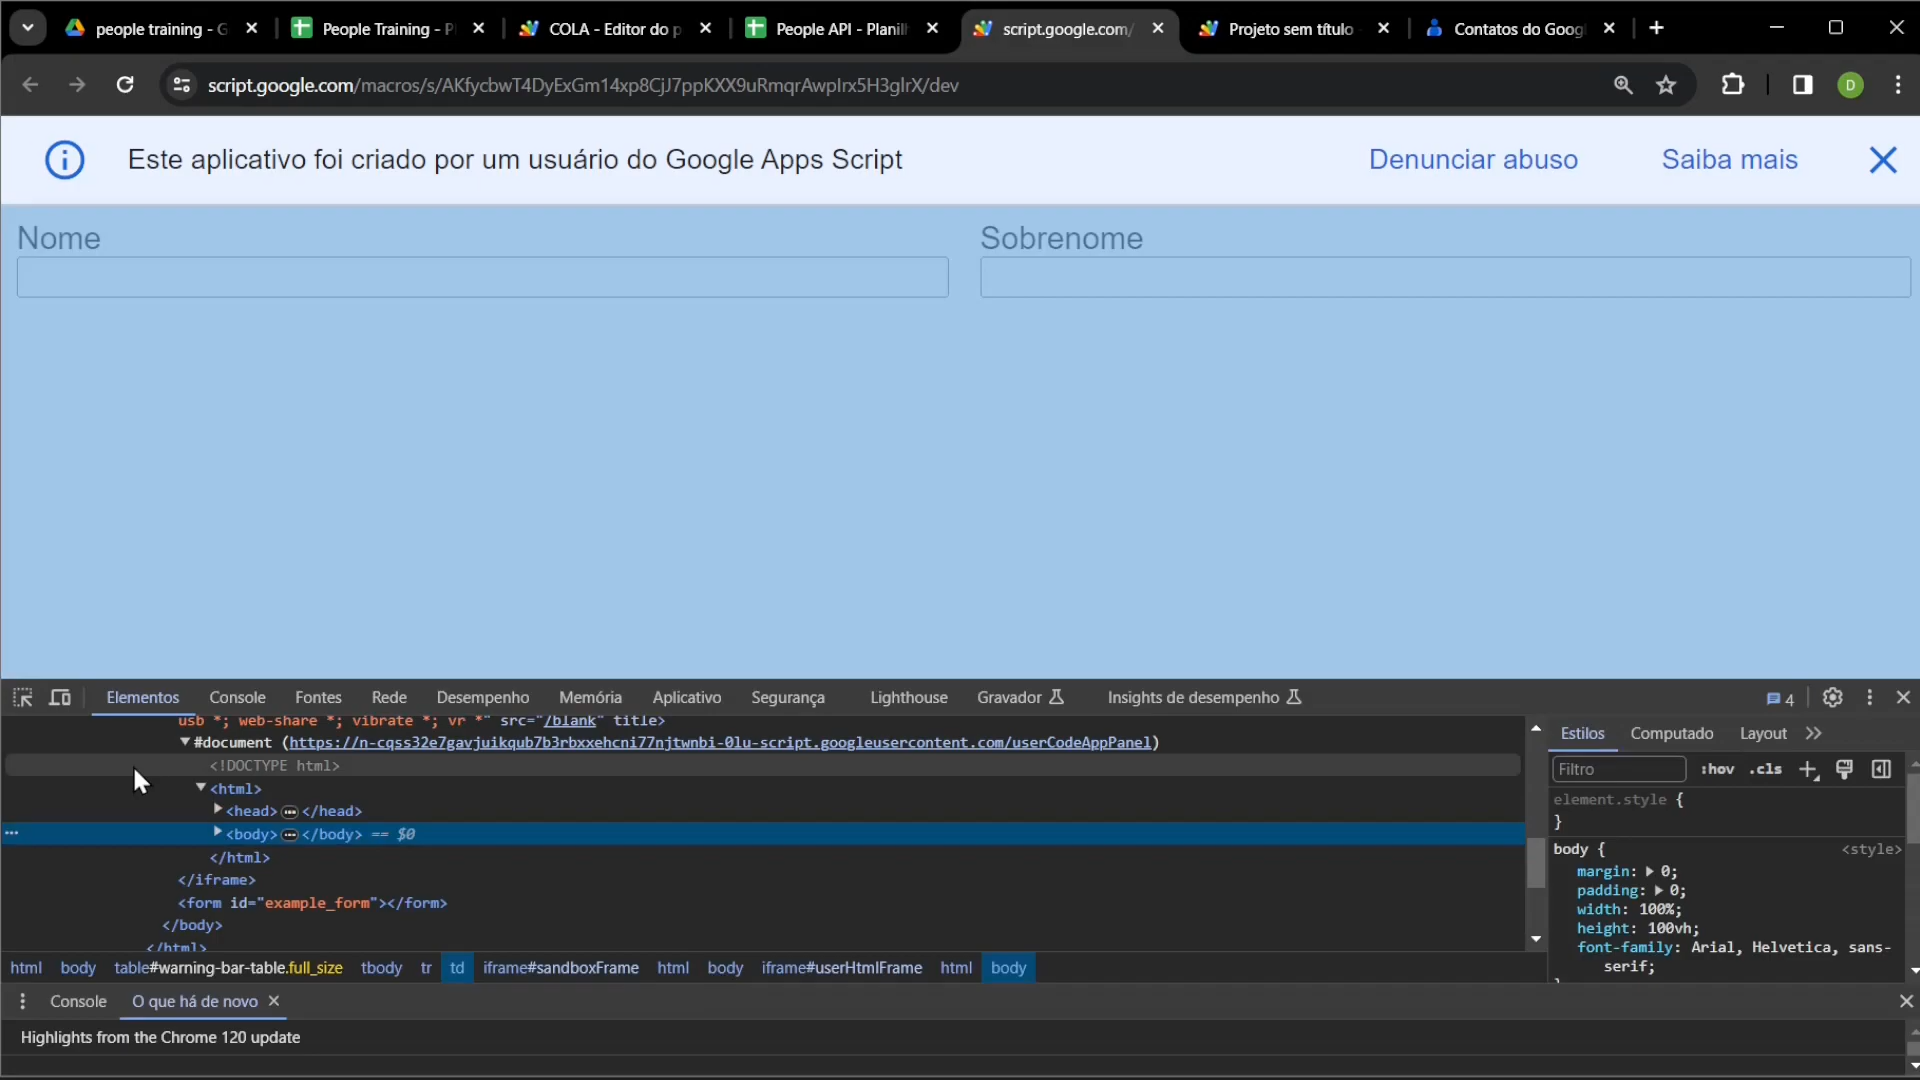 people training - G
People Training - P
COLA - Editor do p
People API - Planil
script.google.com/
Projeto sem título
Contatos do Goog
script.google.com/macros/s/AKfycbwT4DyExGm14xp8CjJ7ppKXX9uRmqrAwpIrx5H3glrX/dev
D
Este aplicativo foi criado por um usuário do Google Apps Script
Denunciar abuso
Saiba mais
Nome
Sobrenome
Elementos
Console
Fontes
Rede
Desempenho
Memória
Aplicativo
Segurança
Lighthouse
Gravador
Insights de desempenho
4
usb *; web-share *; vibrate *; vr *" src="/blank" title>
#document (https://n-cqss32e7gavjuikqub7b3rbxxehcni77njtwnbi-0lu-script.googleusercontent.com/userCodeAppPanel)
<!DOCTYPE html>
<html>
<head> … </head>
<body> … </body> == $0
</html>
</iframe>
<form id="example_form"></form>
</body>
</html>
Estilos
Computado
Layout
Filtro
:hov
.cls
element.style {
}
body {
<style>
margin: 0;
padding: 0;
width: 100%;
height: 100vh;
font-family: Arial, Helvetica, sans-
serif;
html body table#warning-bar-table.full_size tbody tr td iframe#sandboxFrame html body iframe#userHtmlFrame html body
Console
O que há de novo
Highlights from the Chrome 120 update